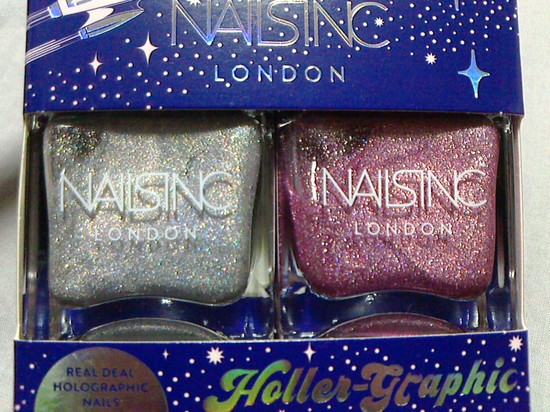 NAILSINC
LONDON
NAILSINC
LONDON
NAILSINC
LONDON
REAL DEAL
HOLOGRAPHIC
NAILS
Holler-Graphic